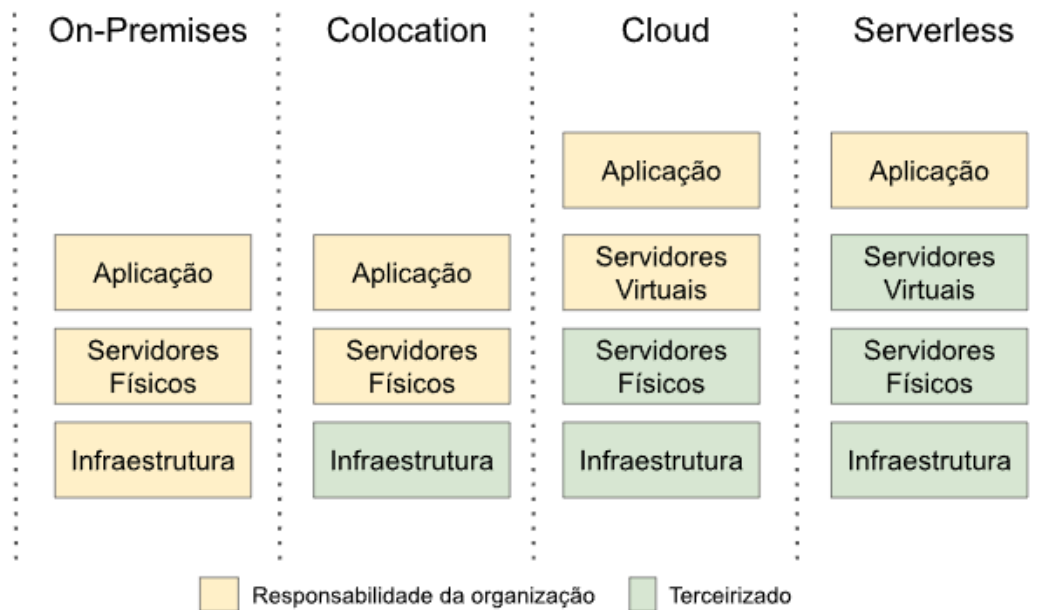 On-Premises
Colocation
Cloud
Serverless
Aplicação
Aplicação
Aplicação
Servidores
Virtuais
Servidores
Virtuais
Aplicação
Servidores
Físicos
Servidores
Físicos
Servidores
Físicos
Servidores
Físicos
Infraestrutura
Infraestrutura
Infraestrutura
Infraestrutura
Responsabilidade da organização
Terceirizado